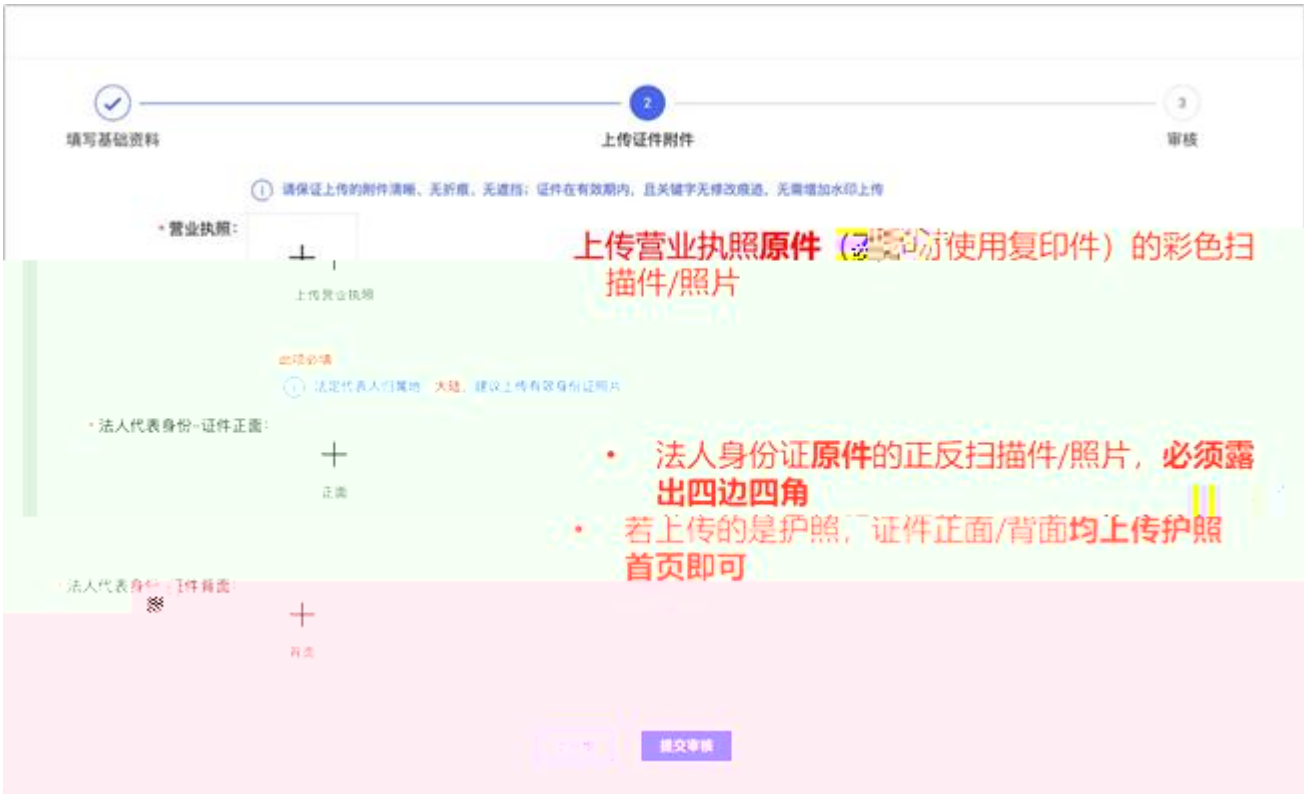 2
3
填写基础资料
上传证件附件
审核
请保证上传的附件清晰、无折痕、无遮挡；证件在有效期内，且关键字无修改痕迹，无需增加水印上传
* 营业执照：
上传营业执照原件（使用复印件）的彩色扫
描件/照片
上传营业执照
此项必填
法定代表人归属地 大陆，建议上传有效身份证照片
* 法人代表身份-证件正面：
正面
• 法人身份证原件的正反扫描件/照片，必须露
出四边四角
• 若上传的是护照，证件正面/背面均上传护照
首页即可
法人代表身份-证件背面：
背面
提交审核